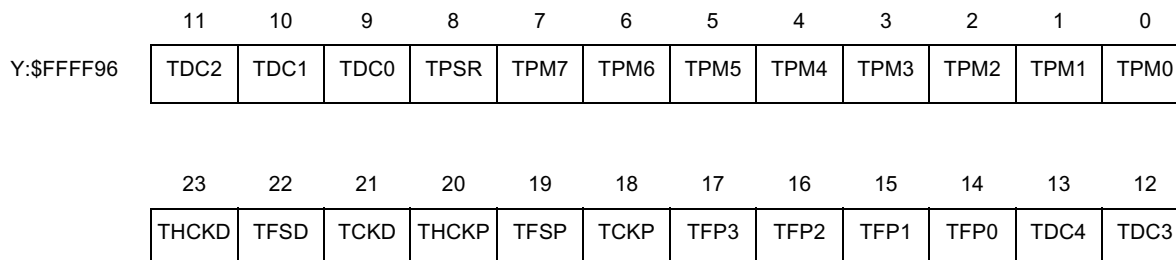 11 10 9 8 7 6 5 4 3 2 1 0
Y:$FFFF96 TDC2 TDC1 TDC0 TPSR TPM7 TPM6 TPM5 TPM4 TPM3 TPM2 TPM1 TPM0
23 22 21 20 19 18 17 16 15 14 13 12
THCKD TFSD TCKD THCKP TFSP TCKP TFP3 TFP2 TFP1 TFP0 TDC4 TDC3